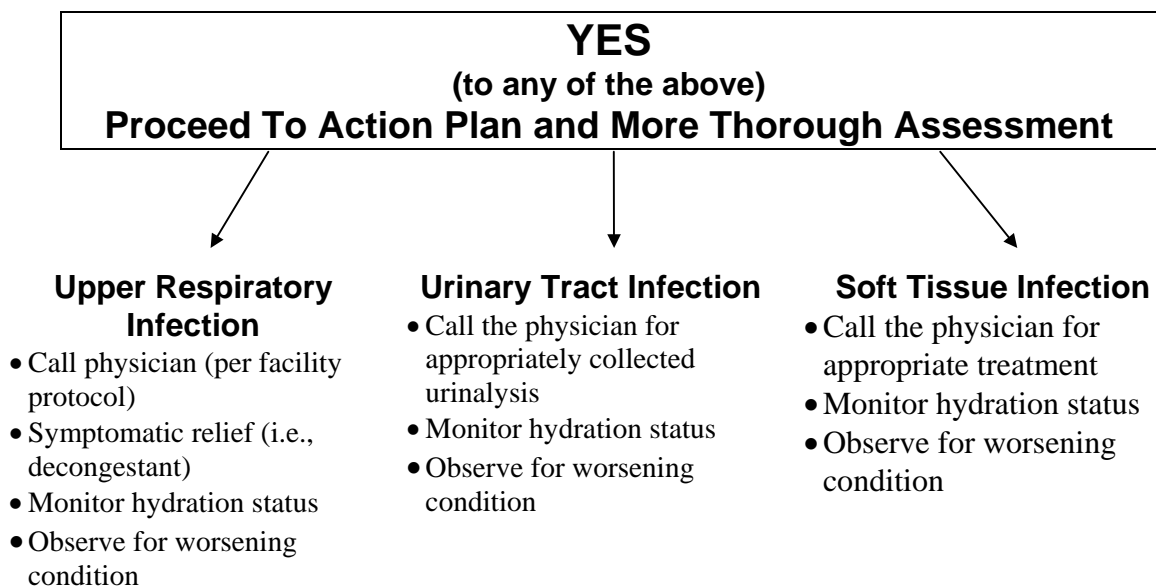 YES
(to any of the above)
Proceed To Action Plan and More Thorough Assessment
Upper Respiratory
Infection
• Call physician (per facility
protocol)
• Symptomatic relief (i.e.,
decongestant)
• Monitor hydration status
• Observe for worsening
condition
Urinary Tract Infection
• Call the physician for
appropriately collected
urinalysis
• Monitor hydration status
• Observe for worsening
condition
Soft Tissue Infection
• Call the physician for
appropriate treatment
• Monitor hydration status
• Observe for worsening
condition